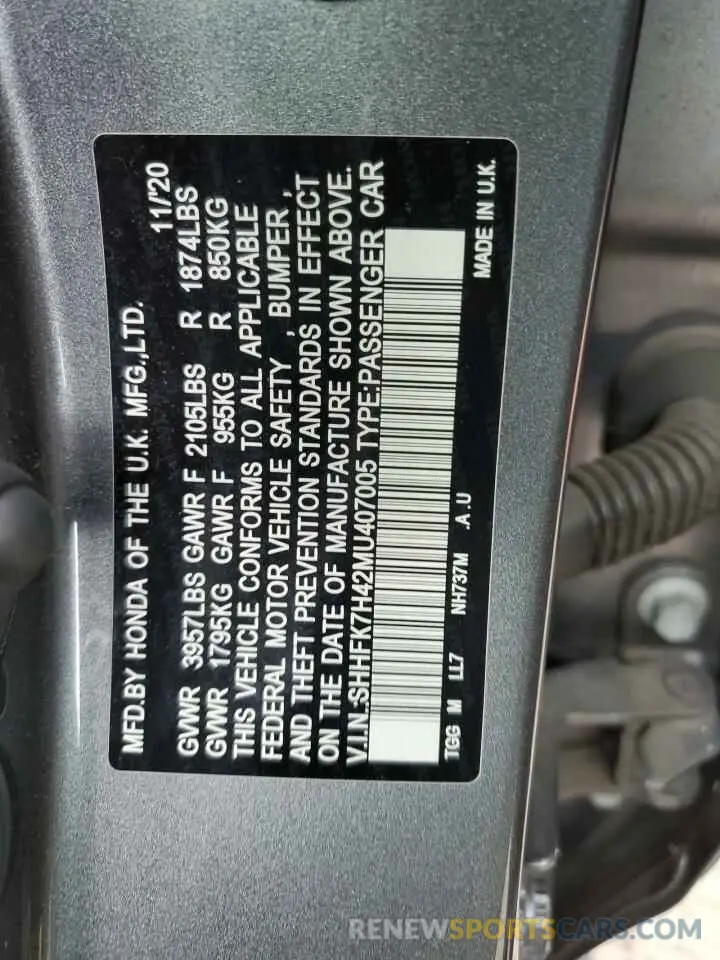 MFD.BY HONDA OF THE U.K. MFG.,LTD. 11/'20
GVWR 3957LBS GAWR F 2105LBS R 1874LBS
GVWR 1795KG GAWR F 955KG R 850KG
THIS VEHICLE CONFORMS TO ALL APPLICABLE
FEDERAL MOTOR VEHICLE SAFETY , BUMPER ,
AND THEFT PREVENTION STANDARDS IN EFFECT
ON THE DATE OF MANUFACTURE SHOWN ABOVE.
V.I.N.:SHHFK7H42MU407005 TYPE:PASSENGER CAR
TGG M LL7 NH737M .A .U MADE IN U.K.
RENEWSPORTSCARS.COM